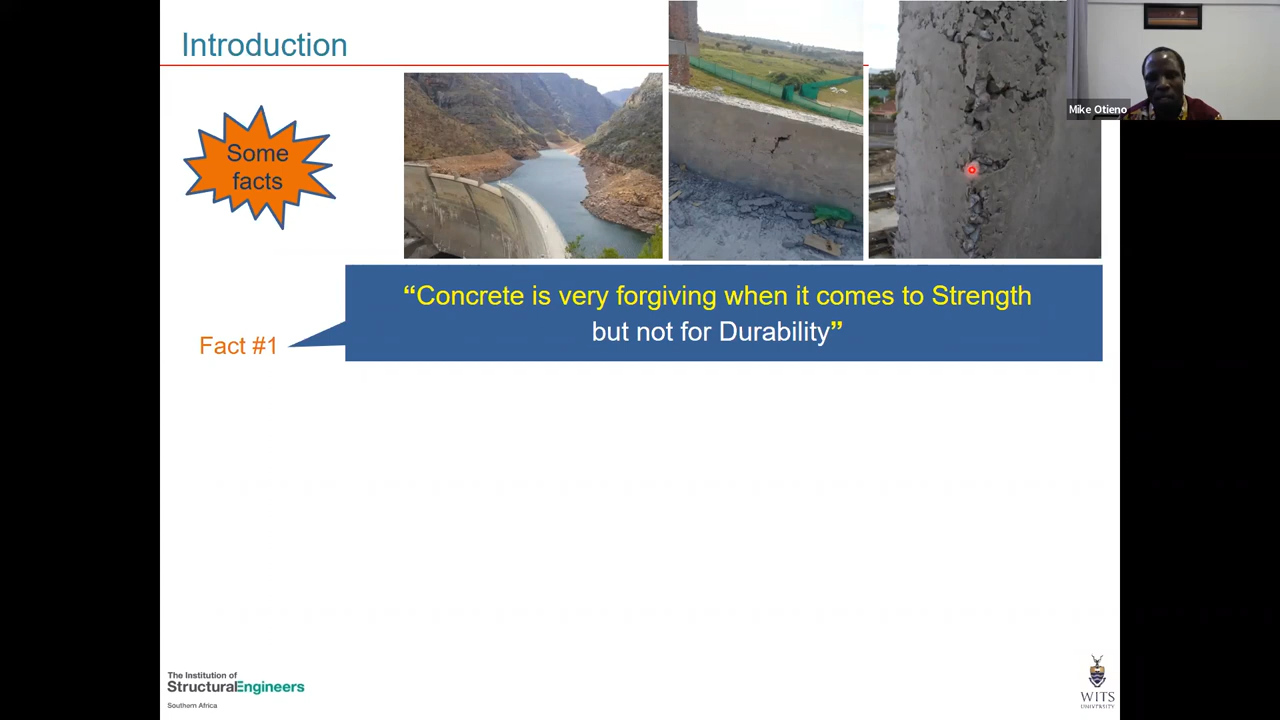 Introduction
Some
facts
Mike Otieno
“Concrete is very forgiving when it comes to Strength
but not for Durability”
Fact #1
The Institution of
StructuralEngineers
Southern Africa
WITS
UNIVERSITY